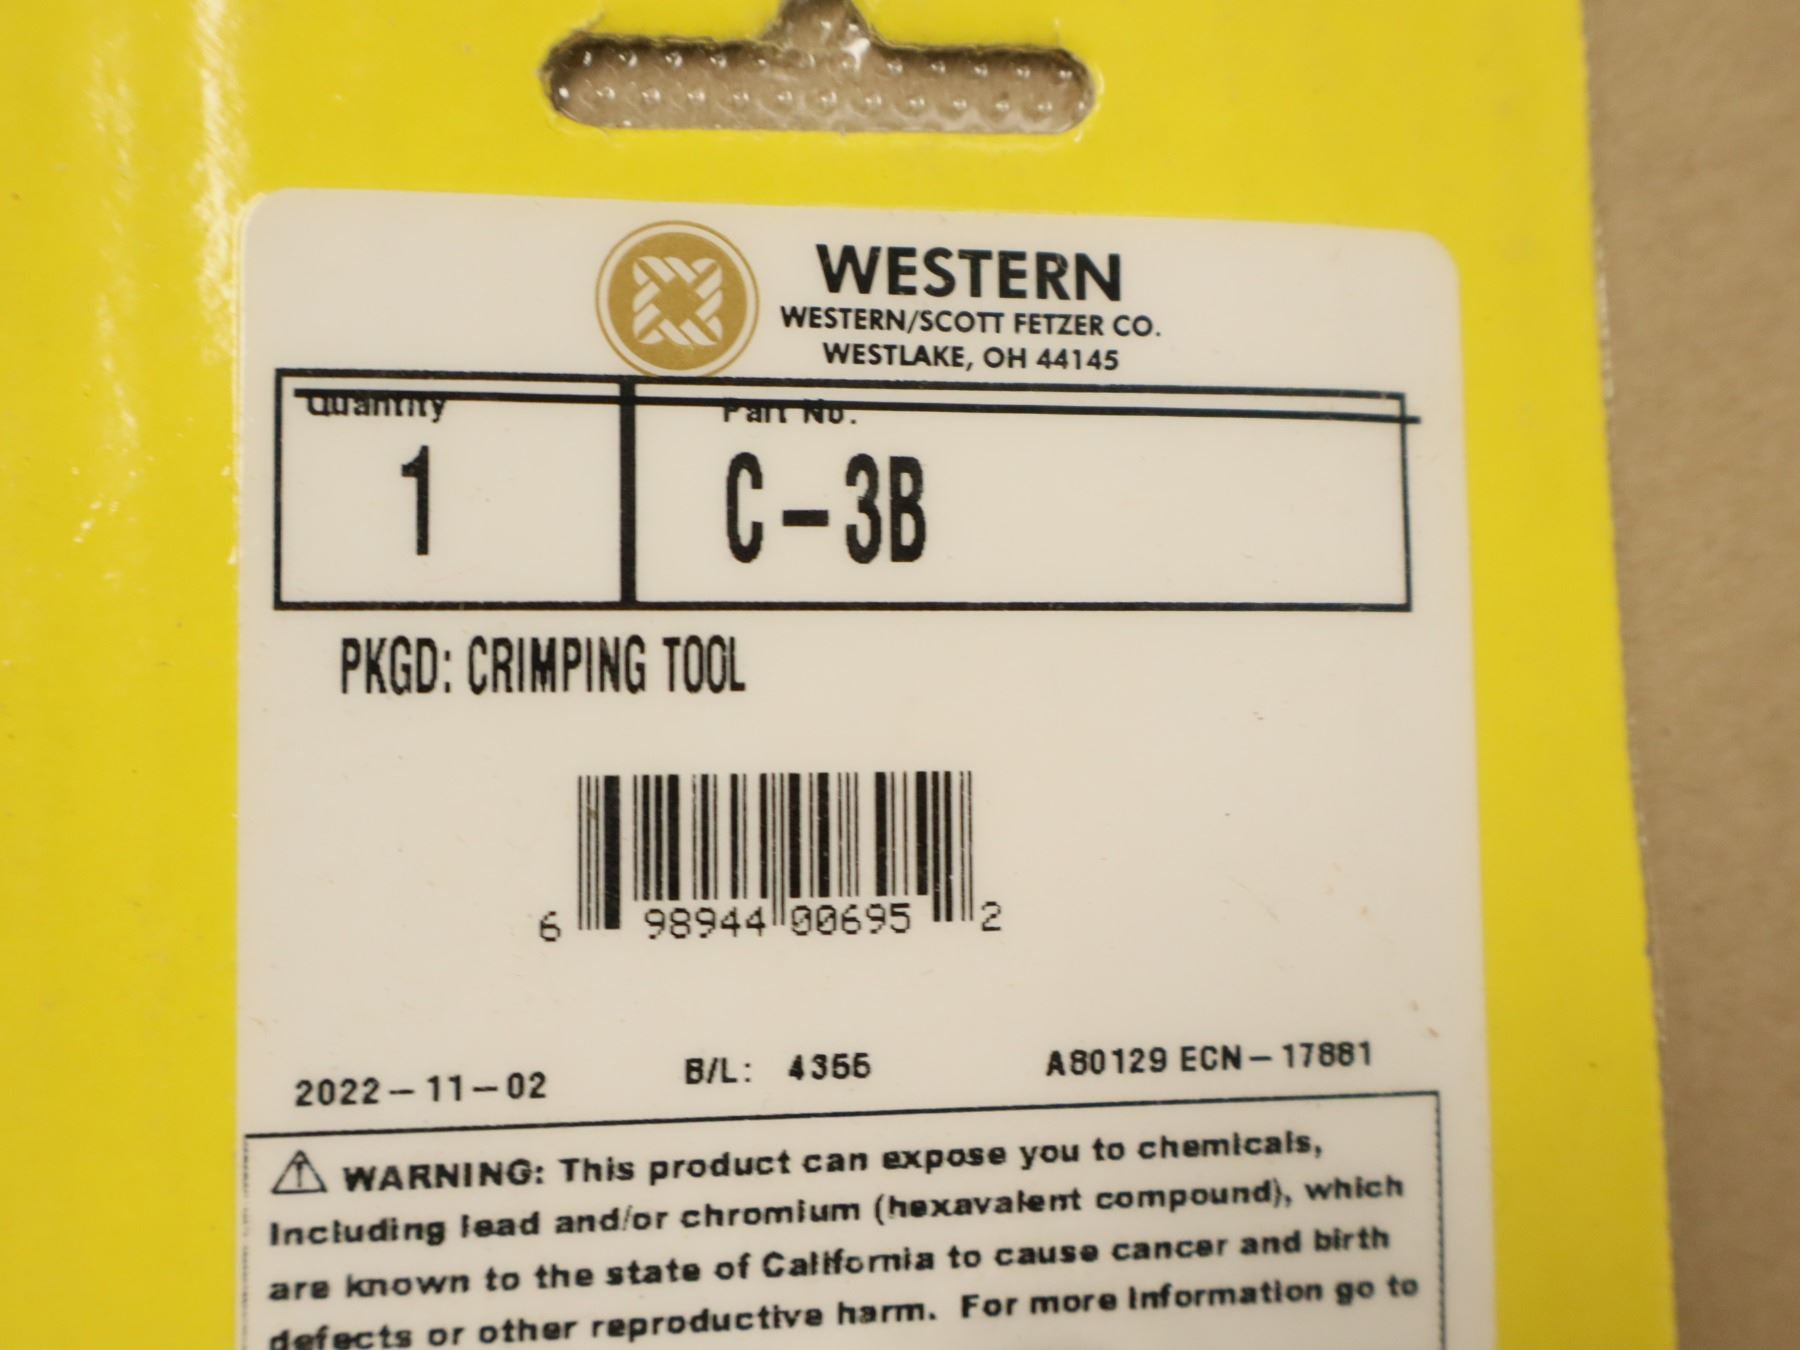 WESTERN
WESTERN/SCOTT FETZER CO.
WESTLAKE, OH 44145
Quantity
Part No.
1
C-3B
PKGD: CRIMPING TOOL
6 98944 00695 2
2022-11-02
B/L: 4356
A80129 ECN-17881
⚠ WARNING: This product can expose you to chemicals,
Including lead and/or chromium (hexavalent compound), which
are known to the state of California to cause cancer and birth
defects or other reproductive harm. For more Information go to